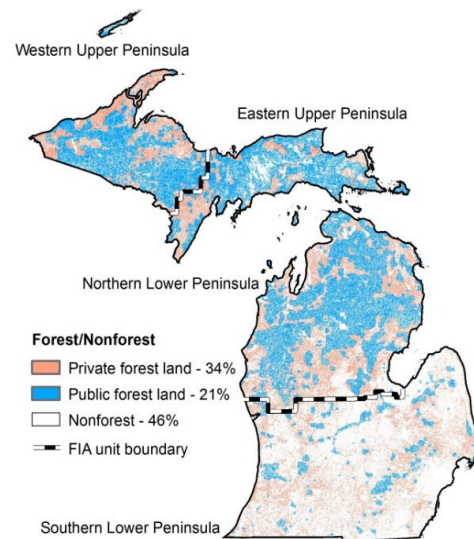 Western Upper Peninsula
Eastern Upper Peninsula
Northern Lower Peninsula
Forest/Nonforest
Private forest land - 34%
Public forest land - 21%
Nonforest - 46%
FIA unit boundary
Southern Lower Peninsula